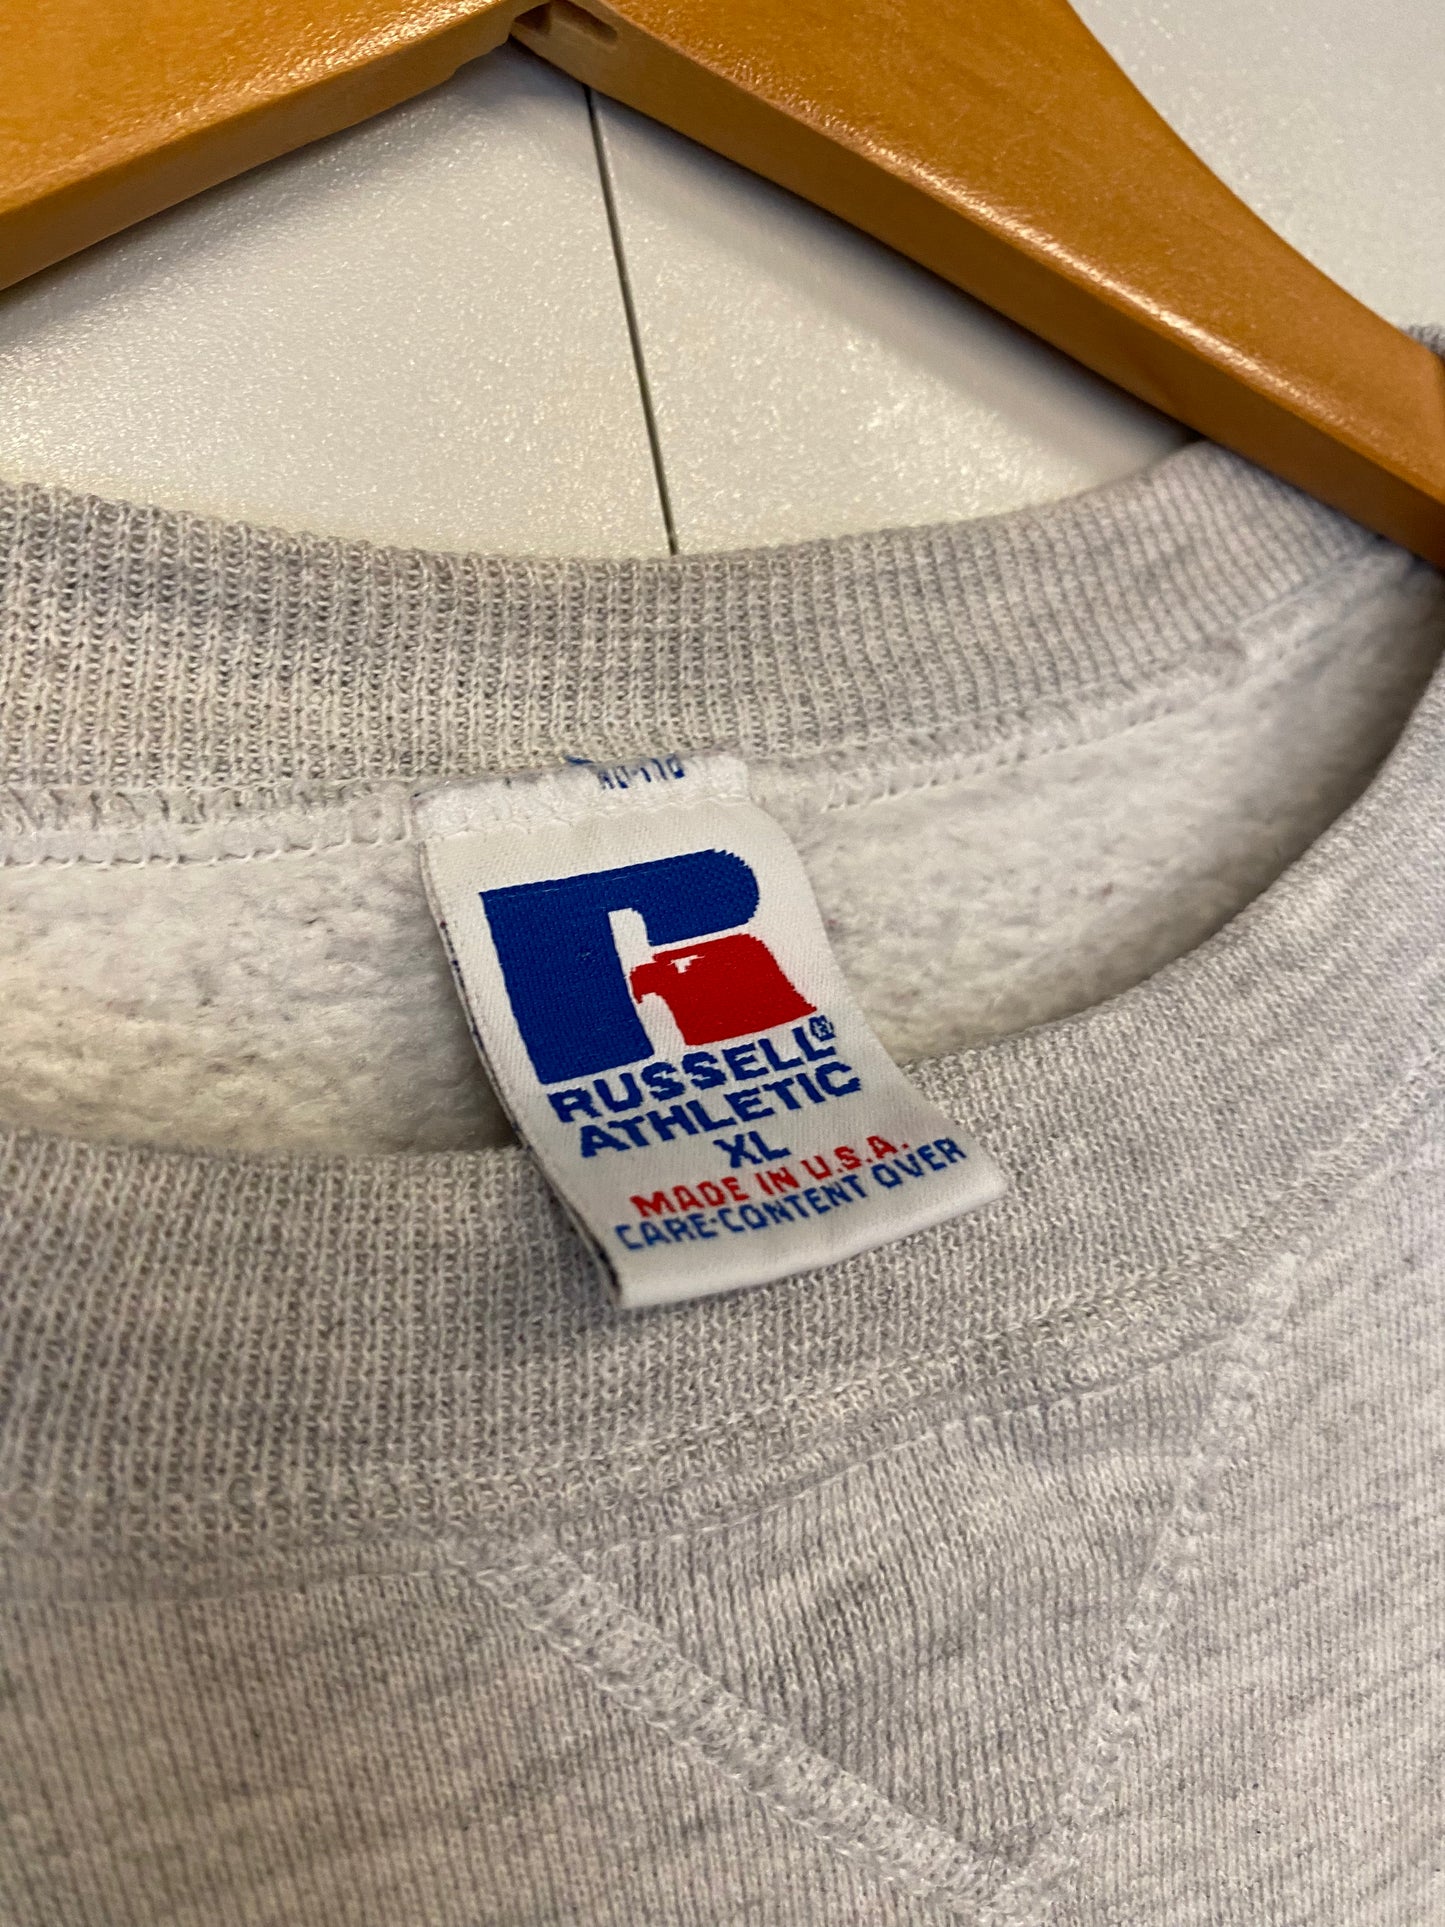 RUSSELL®
ATHLETIC
XL
MADE IN U.S.A.
CARE-CONTENT OVER